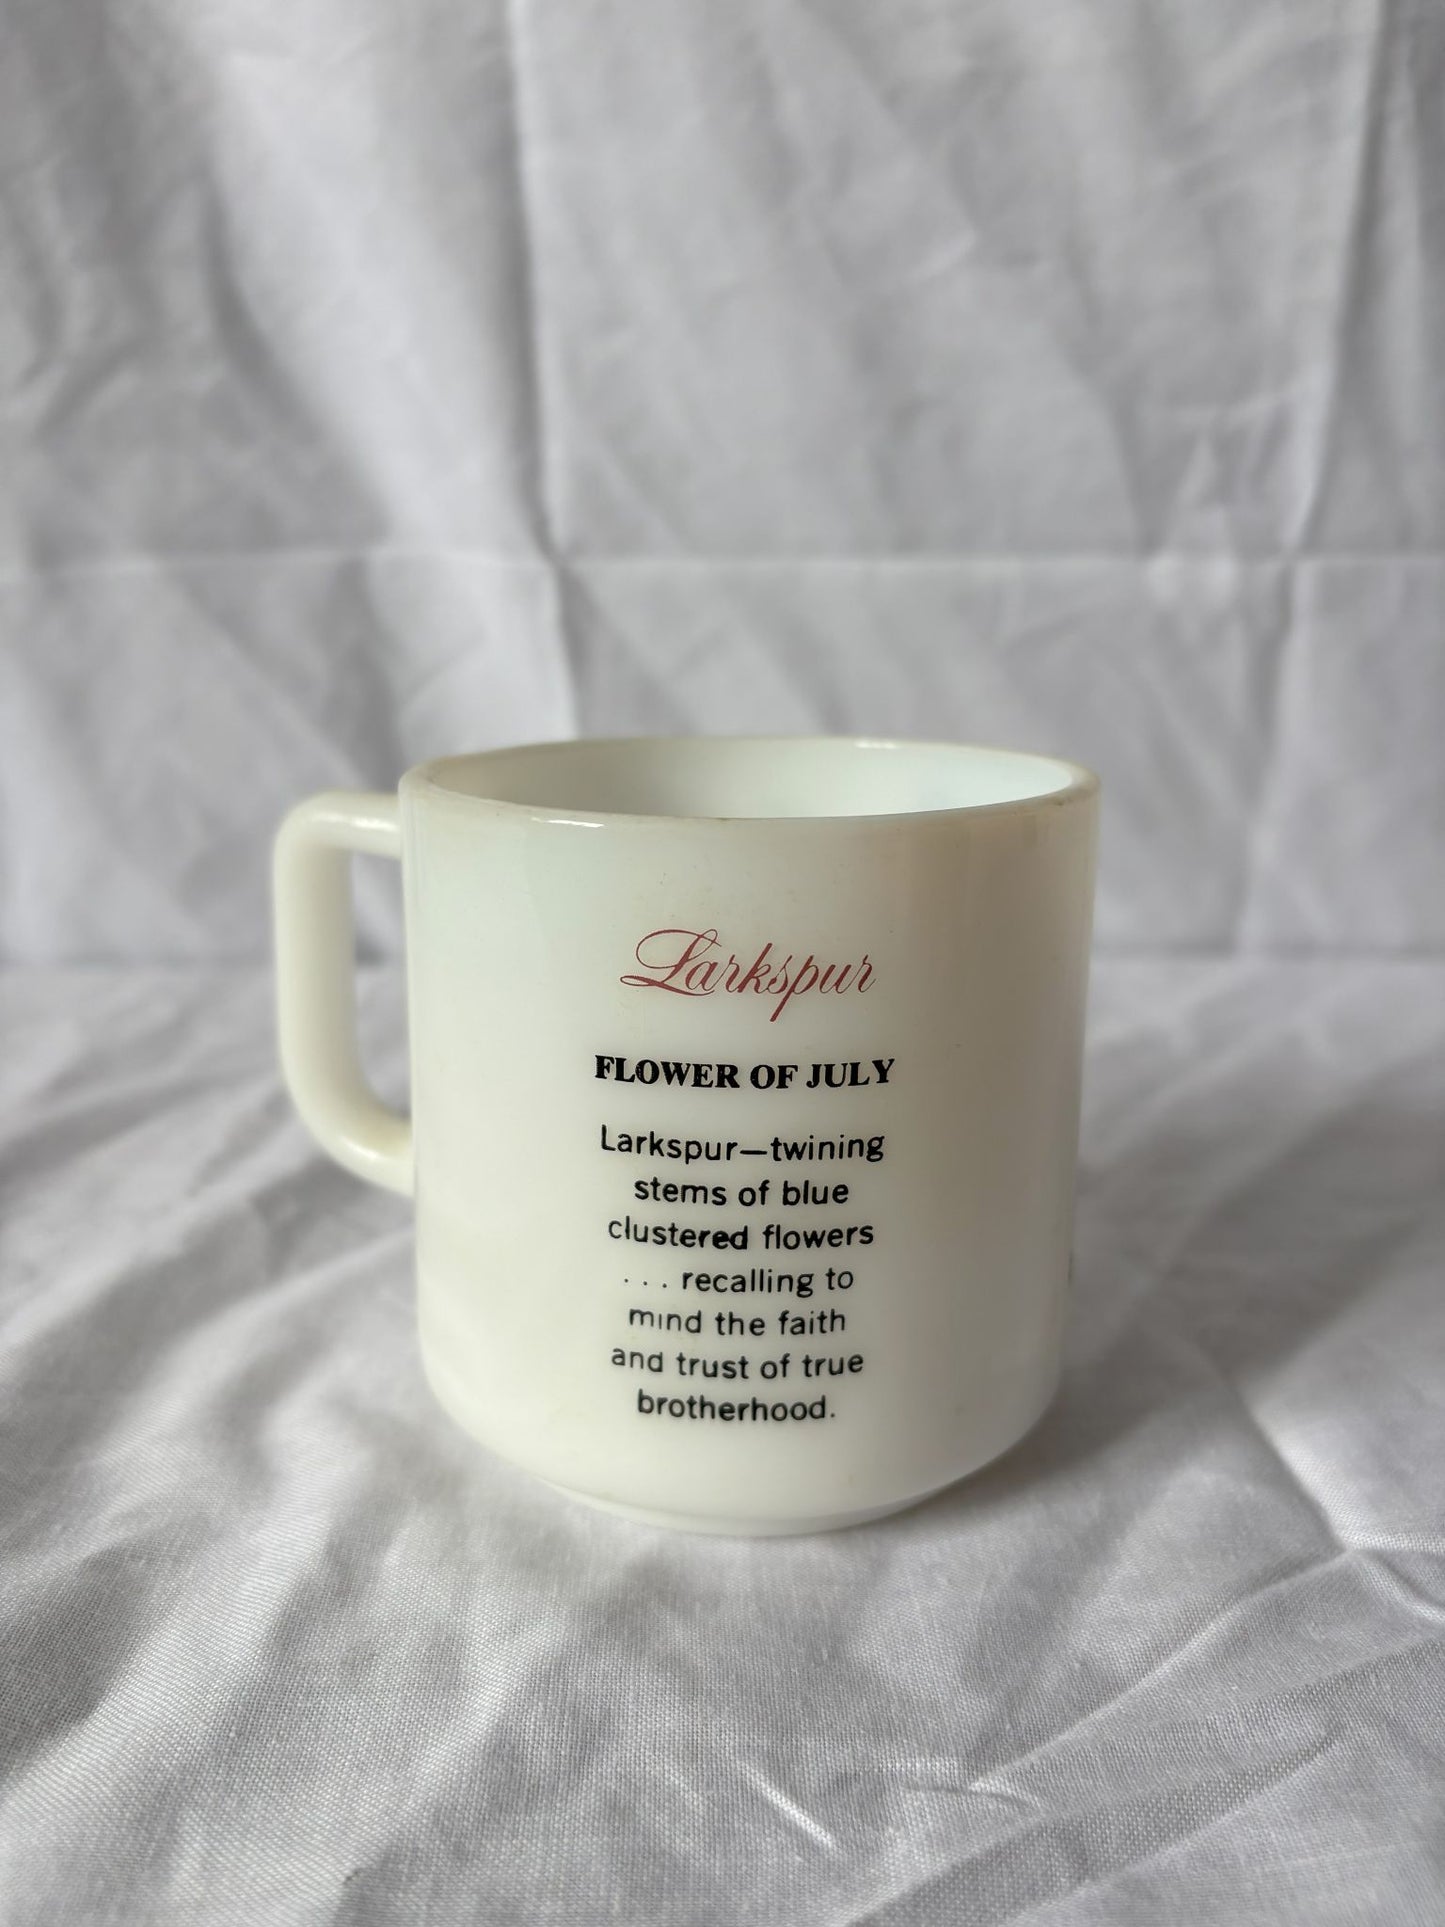 Larkspur
FLOWER OF JULY
Larkspur—twining
stems of blue
clustered flowers
. . . recalling to
mind the faith
and trust of true
brotherhood.